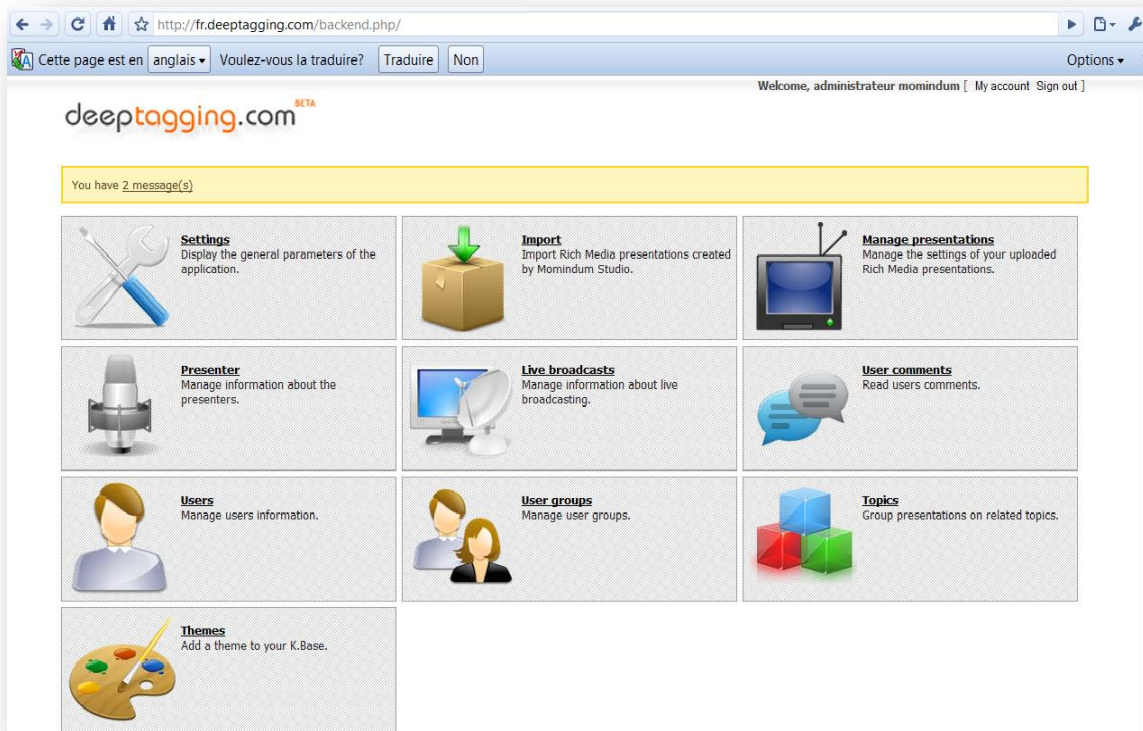 http://fr.deeptagging.com/backend.php/
Cette page est en anglais Voulez-vous la traduire? Traduire Non Options
Welcome, administrateur momindum [ My account Sign out ]
deeptagging.com BETA
You have 2 message(s)
Settings
Display the general parameters of the
application.
Import
Import Rich Media presentations created
by Momindum Studio.
Manage presentations
Manage the settings of your uploaded
Rich Media presentations.
Presenter
Manage information about the
presenters.
Live broadcasts
Manage information about live
broadcasting.
User comments
Read users comments.
Users
Manage users information.
User groups
Manage user groups.
Topics
Group presentations on related topics.
Themes
Add a theme to your K.Base.